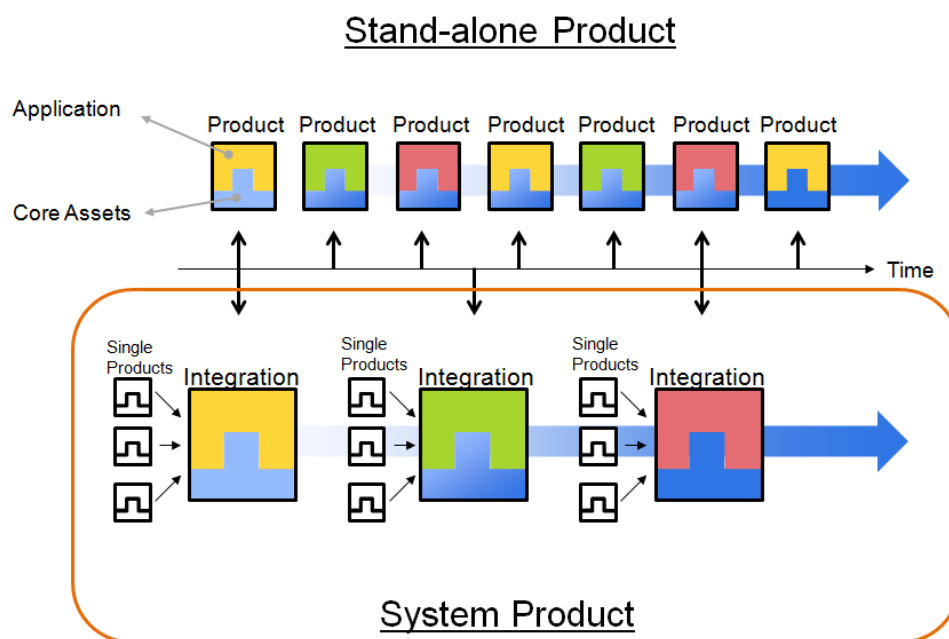 Stand-alone Product
Application
Product Product Product Product Product Product Product
Core Assets
Time
Single
Products
Integration
Single
Products
Integration
Single
Products
Integration
System Product